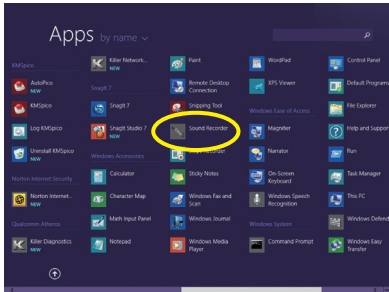 Apps by name
KMSpico
AutoPico
NEW
KMSpico
NEW
Log KMSpico
Uninstall KMSpico
NEW
Norton Internet Security
Norton Internet...
NEW
Qualcomm Atheros
Killer Diagnostics
NEW
Killer Network...
NEW
SnagIt 7
SnagIt 7
SnagIt Studio 7
NEW
Windows Accessories
Calculator
Character Map
Math Input Panel
Notepad
Paint
Remote Desktop
Connection
Snipping Tool
Sound Recorder
Sticky Notes
Windows Fax and
Scan
Windows Journal
Windows Media
Player
WordPad
XPS Viewer
Windows Ease of Access
Magnifier
Narrator
On-Screen
Keyboard
Windows Speech
Recognition
Windows System
Command Prompt
Control Panel
Default Programs
File Explorer
Help and Support
Run
Task Manager
This PC
Windows Defend
Windows Easy
Transfer